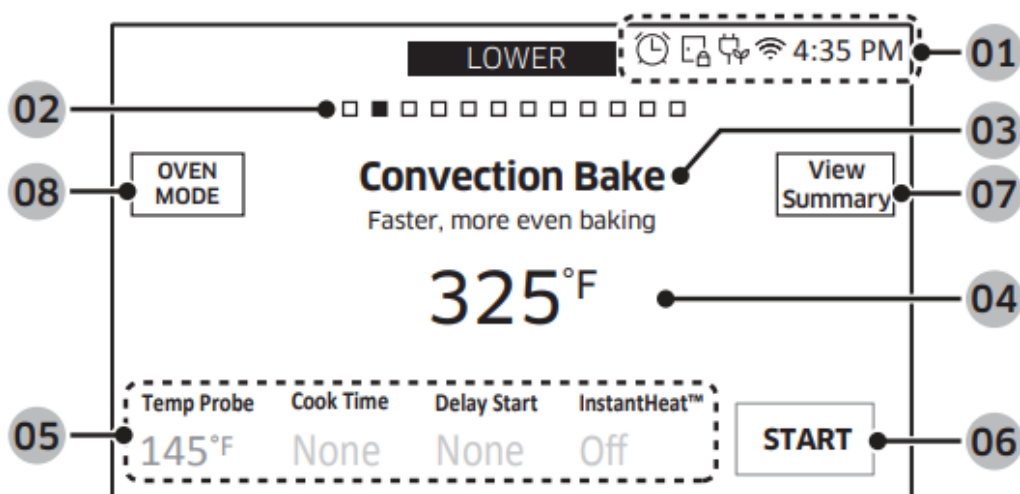 LOWER
4:35 PM
01
02
03
08
OVEN
MODE
Convection Bake
View
Summary
07
Faster, more even baking
325°F
04
Temp Probe Cook Time Delay Start InstantHeat™
05
145°F None None Off
START
06